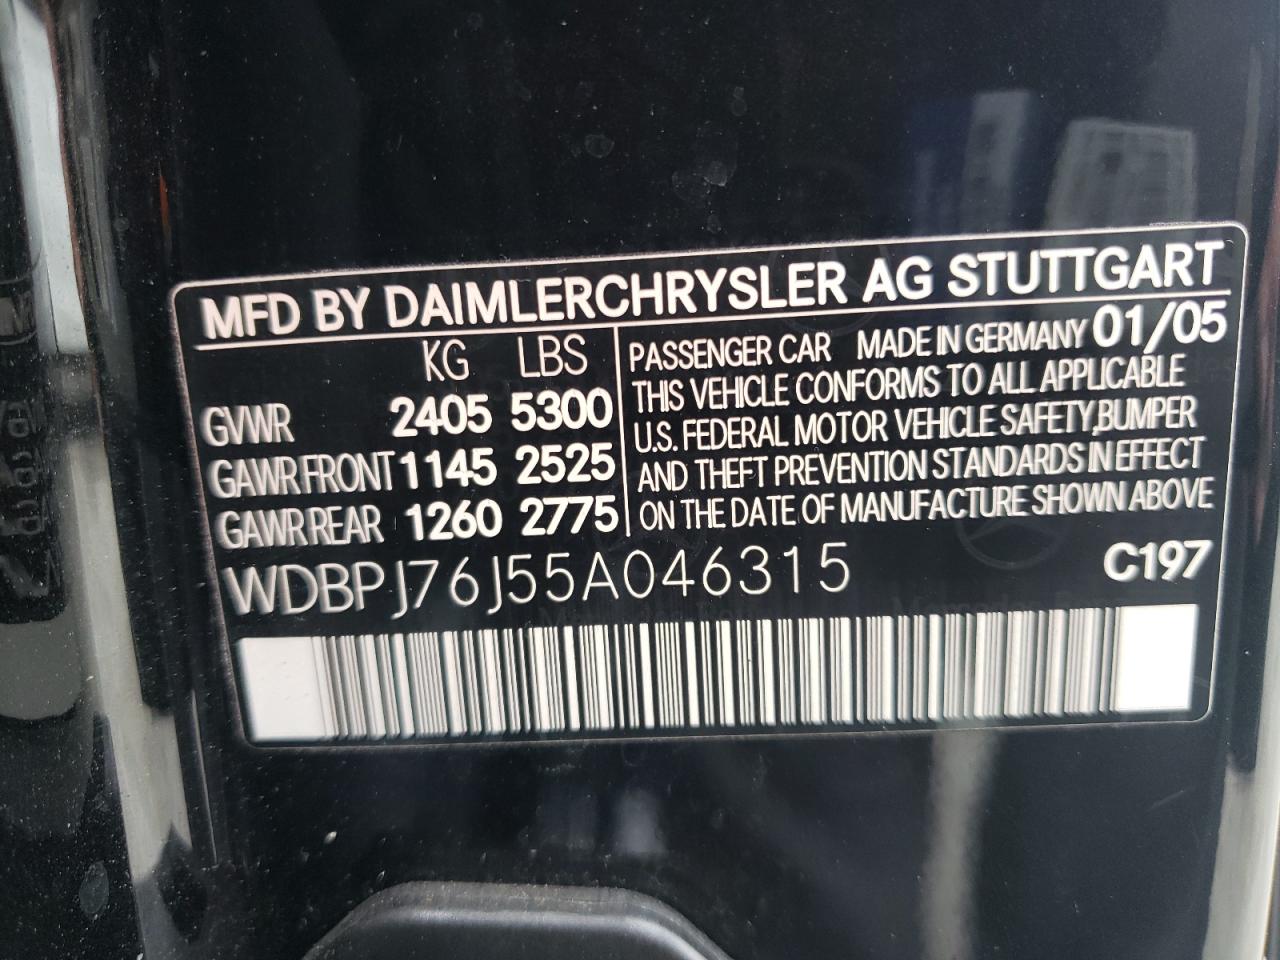 MFD BY DAIMLERCHRYSLER AG STUTTGART
KG LBS
GVWR 2405 5300
GAWR FRONT 1145 2525
GAWR REAR 1260 2775
PASSENGER CAR MADE IN GERMANY 01/05
THIS VEHICLE CONFORMS TO ALL APPLICABLE
U.S. FEDERAL MOTOR VEHICLE SAFETY, BUMPER
AND THEFT PREVENTION STANDARDS IN EFFECT
ON THE DATE OF MANUFACTURE SHOWN ABOVE
WDBPJ76J55A046315 C197